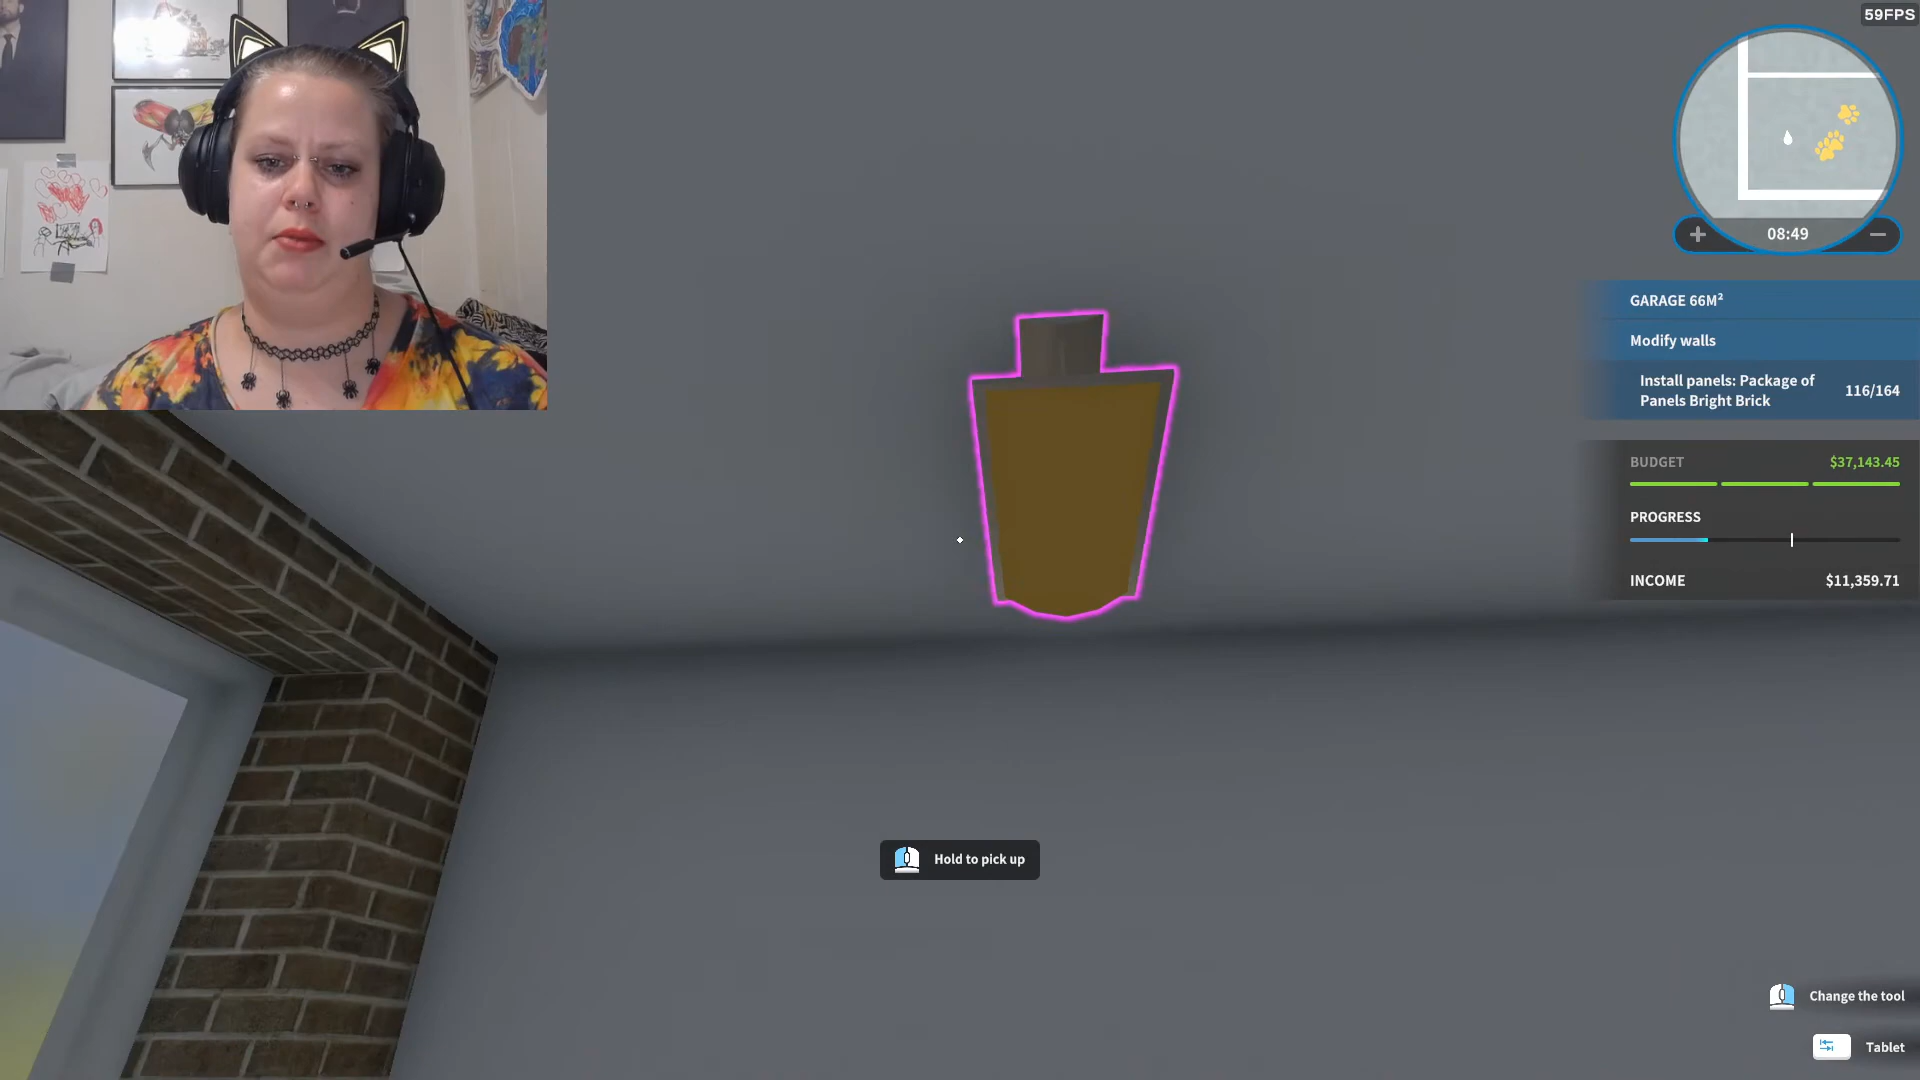 59FPS
08:49
GARAGE 66M²
Modify walls
Install panels: Package of
Panels Bright Brick
116/164
BUDGET
$37,143.45
PROGRESS
INCOME
$11,359.71
Hold to pick up
Change the tool
Tablet